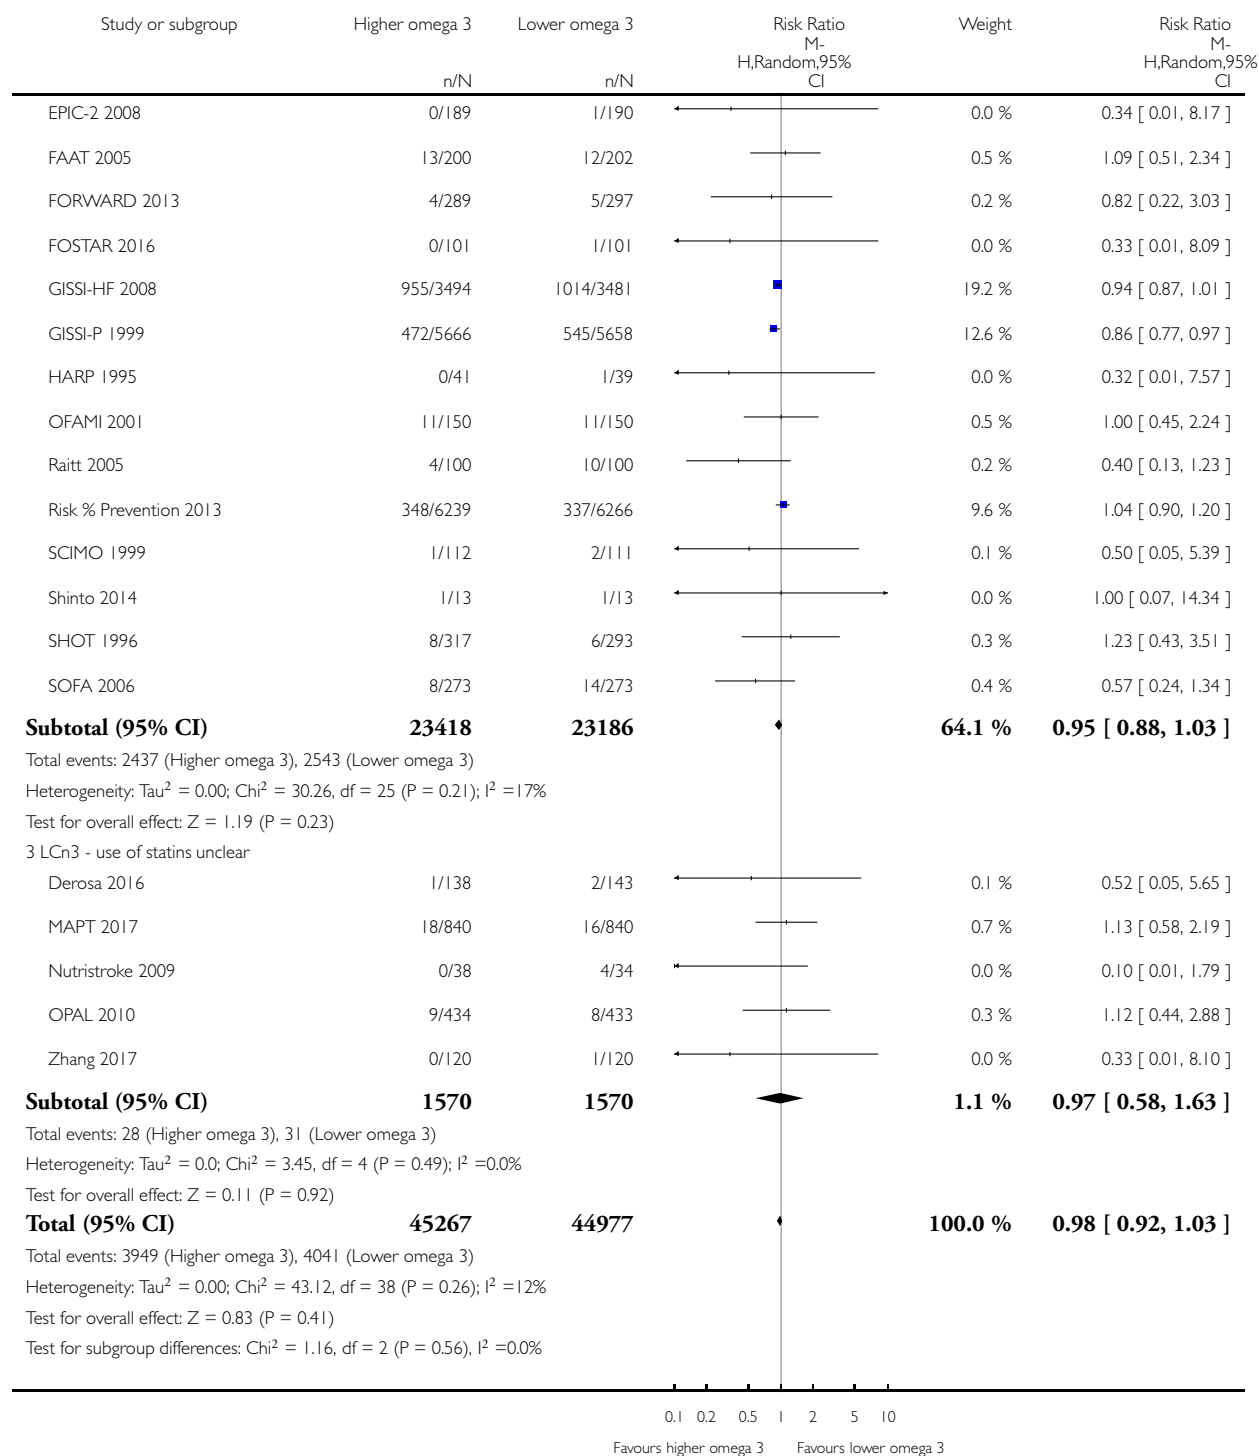 Study or subgroup Higher omega 3 Lower omega 3 Risk Ratio Weight Risk Ratio
M- M-
H,Random,95% H,Random,95%
n/N n/N CI CI
EPIC-2 2008 0/189 1/190 0.0 % 0.34 [ 0.01, 8.17 ]
FAAT 2005 13/200 12/202 0.5 % 1.09 [ 0.51, 2.34 ]
FORWARD 2013 4/289 5/297 0.2 % 0.82 [ 0.22, 3.03 ]
FOSTAR 2016 0/101 1/101 0.0 % 0.33 [ 0.01, 8.09 ]
GISSI-HF 2008 955/3494 1014/3481 19.2 % 0.94 [ 0.87, 1.01 ]
GISSI-P 1999 472/5666 545/5658 12.6 % 0.86 [ 0.77, 0.97 ]
HARP 1995 0/41 1/39 0.0 % 0.32 [ 0.01, 7.57 ]
OFAMI 2001 11/150 11/150 0.5 % 1.00 [ 0.45, 2.24 ]
Raitt 2005 4/100 10/100 0.2 % 0.40 [ 0.13, 1.23 ]
Risk % Prevention 2013 348/6239 337/6266 9.6 % 1.04 [ 0.90, 1.20 ]
SCIMO 1999 1/112 2/111 0.1 % 0.50 [ 0.05, 5.39 ]
Shinto 2014 1/13 1/13 0.0 % 1.00 [ 0.07, 14.34 ]
SHOT 1996 8/317 6/293 0.3 % 1.23 [ 0.43, 3.51 ]
SOFA 2006 8/273 14/273 0.4 % 0.57 [ 0.24, 1.34 ]
Subtotal (95% CI) 23418 23186 64.1 % 0.95 [ 0.88, 1.03 ]
Total events: 2437 (Higher omega 3), 2543 (Lower omega 3)
Heterogeneity: Tau² = 0.00; Chi² = 30.26, df = 25 (P = 0.21); I² =17%
Test for overall effect: Z = 1.19 (P = 0.23)
3 LCn3 - use of statins unclear
Derosa 2016 1/138 2/143 0.1 % 0.52 [ 0.05, 5.65 ]
MAPT 2017 18/840 16/840 0.7 % 1.13 [ 0.58, 2.19 ]
Nutristroke 2009 0/38 4/34 0.0 % 0.10 [ 0.01, 1.79 ]
OPAL 2010 9/434 8/433 0.3 % 1.12 [ 0.44, 2.88 ]
Zhang 2017 0/120 1/120 0.0 % 0.33 [ 0.01, 8.10 ]
Subtotal (95% CI) 1570 1570 1.1 % 0.97 [ 0.58, 1.63 ]
Total events: 28 (Higher omega 3), 31 (Lower omega 3)
Heterogeneity: Tau² = 0.0; Chi² = 3.45, df = 4 (P = 0.49); I² =0.0%
Test for overall effect: Z = 0.11 (P = 0.92)
Total (95% CI) 45267 44977 100.0 % 0.98 [ 0.92, 1.03 ]
Total events: 3949 (Higher omega 3), 4041 (Lower omega 3)
Heterogeneity: Tau² = 0.00; Chi² = 43.12, df = 38 (P = 0.26); I² =12%
Test for overall effect: Z = 0.83 (P = 0.41)
Test for subgroup differences: Chi² = 1.16, df = 2 (P = 0.56), I² =0.0%
0.1 0.2 0.5 1 2 5 10
Favours higher omega 3 Favours lower omega 3